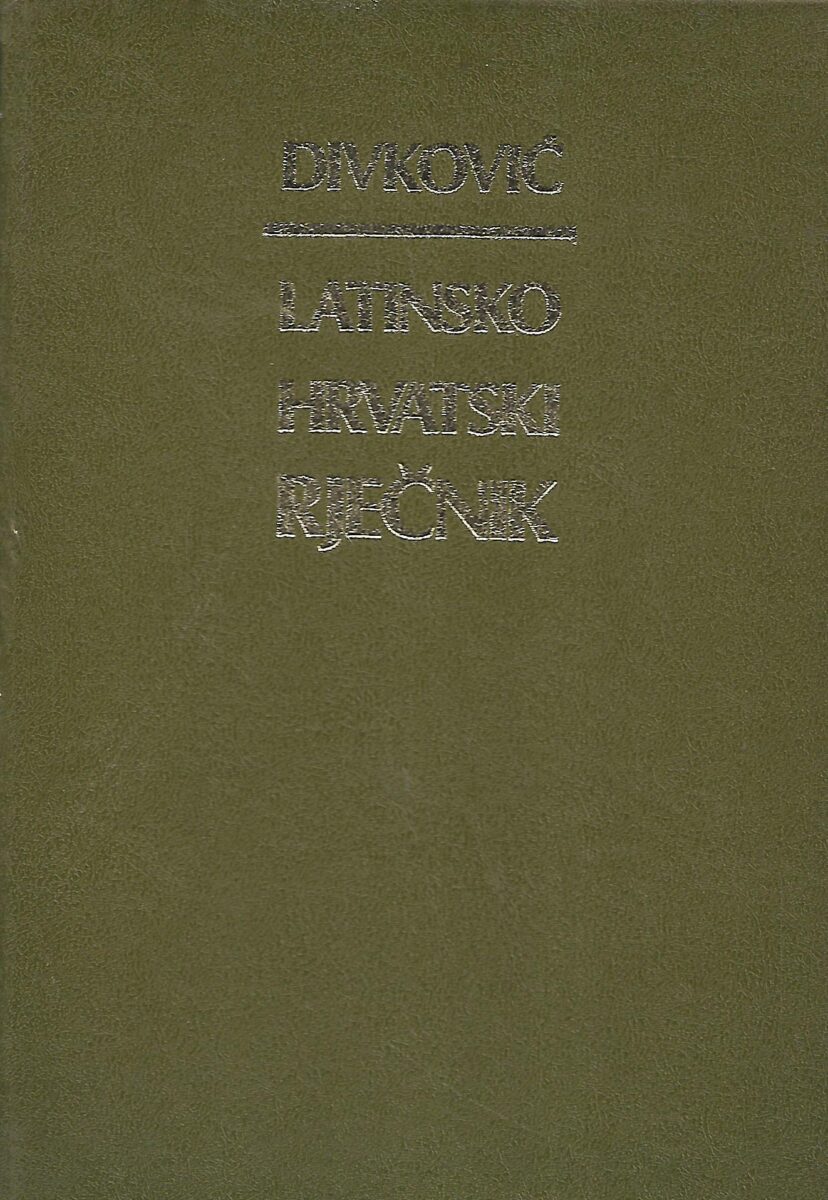 DIVKOVIĆ
LATINSKO
HRVATSKI
RJEČNIK